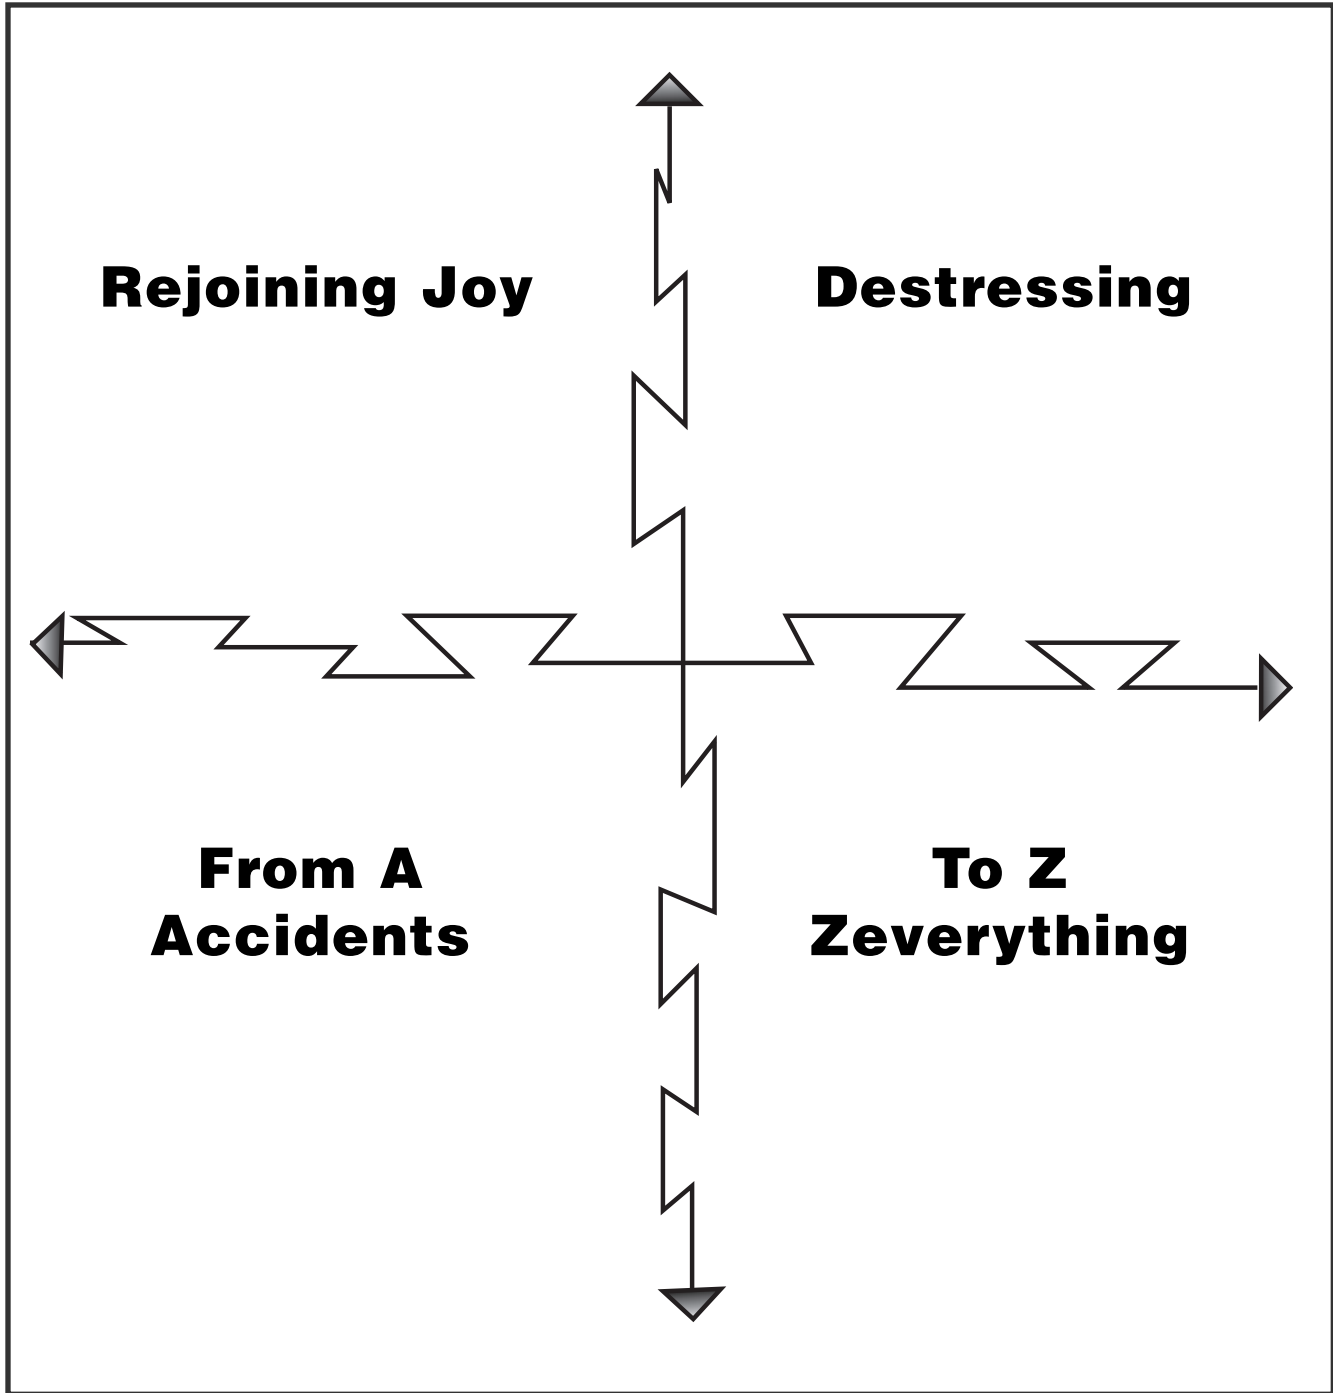 Rejoining Joy
Destressing
From A
Accidents
To Z
Zeverything